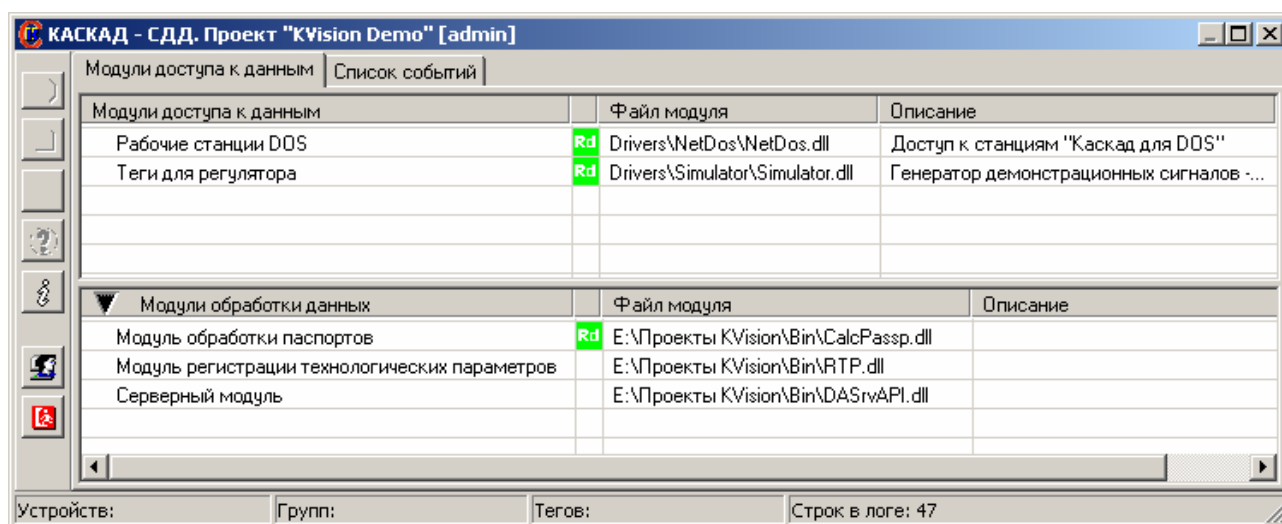 КАСКАД - СДД. Проект "KVision Demo" [admin]
Модули доступа к данным Список событий
Модули доступа к данным Файл модуля Описание
Рабочие станции DOS Rd Drivers\NetDos\NetDos.dll Доступ к станциям "Каскад для DOS"
Теги для регулятора Rd Drivers\Simulator\Simulator.dll Генератор демонстрационных сигналов -...
Модули обработки данных Файл модуля Описание
Модуль обработки паспортов Rd E:\Проекты KVision\Bin\CalcPassp.dll
Модуль регистрации технологических параметров E:\Проекты KVision\Bin\RTP.dll
Серверный модуль E:\Проекты KVision\Bin\DASrvAPI.dll
Устройств: Групп: Тегов: Строк в логе: 47